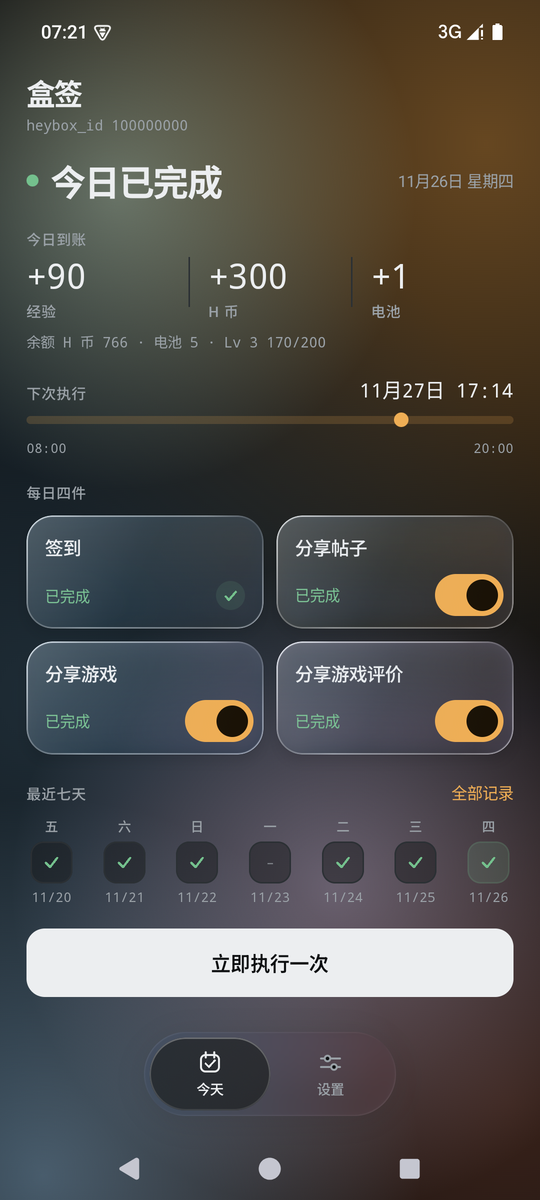 07:21
3G
盒签
heybox_id 100000000
今日已完成
11月26日 星期四
今日到账
+90
+300
+1
经验
H 币
电池
余额 H 币 766 · 电池 5 · Lv 3 170/200
下次执行
11月27日 17:14
08:00
20:00
每日四件
签到
分享帖子
已完成
已完成
分享游戏
分享游戏评价
已完成
已完成
最近七天
全部记录
五 六 日 一 二 三 四
–
11/20 11/21 11/22 11/23 11/24 11/25 11/26
立即执行一次
今天
设置